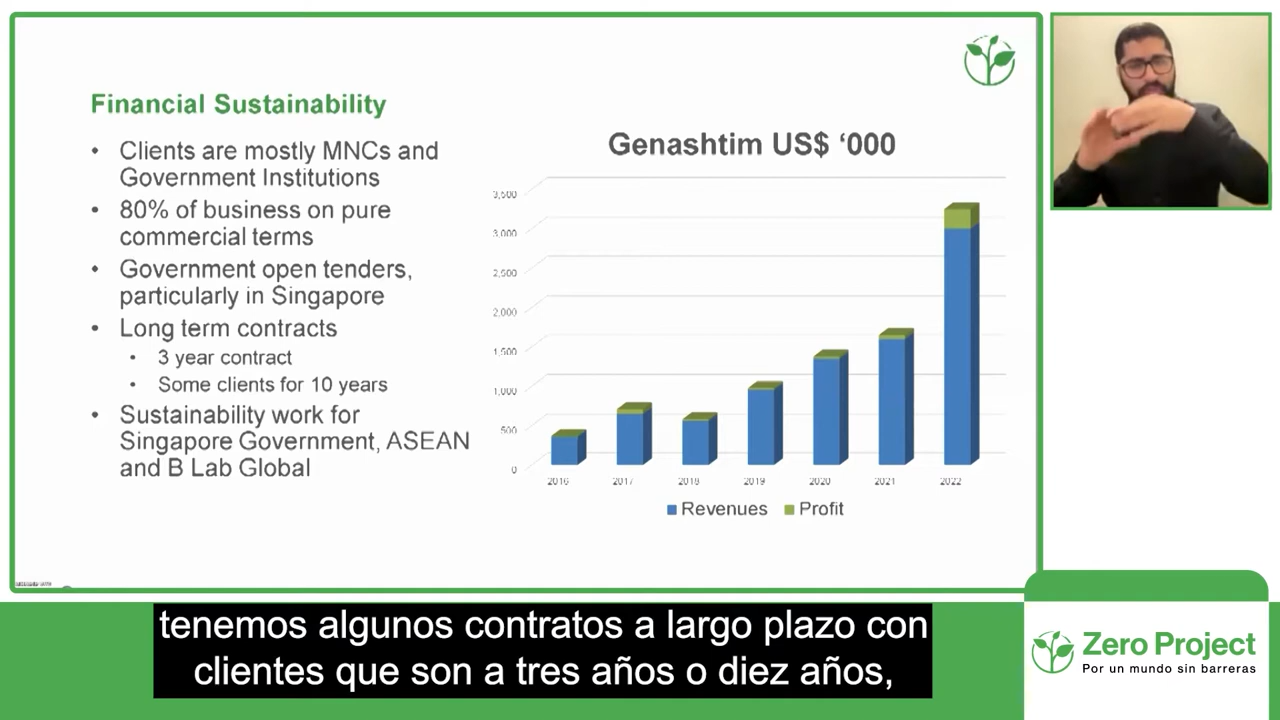 Financial Sustainability
• Clients are mostly MNCs and
Government Institutions
• 80% of business on pure
commercial terms
• Government open tenders,
particularly in Singapore
• Long term contracts
• 3 year contract
• Some clients for 10 years
• Sustainability work for
Singapore Government, ASEAN
and B Lab Global
Genashtim US$ ‘000
3,500
3,000
2,500
2,000
1,500
1,000
500
0
2016 2017 2018 2019 2020 2021 2022
Revenues Profit
tenemos algunos contratos a largo plazo con
clientes que son a tres años o diez años,
Zero Project
Por un mundo sin barreras